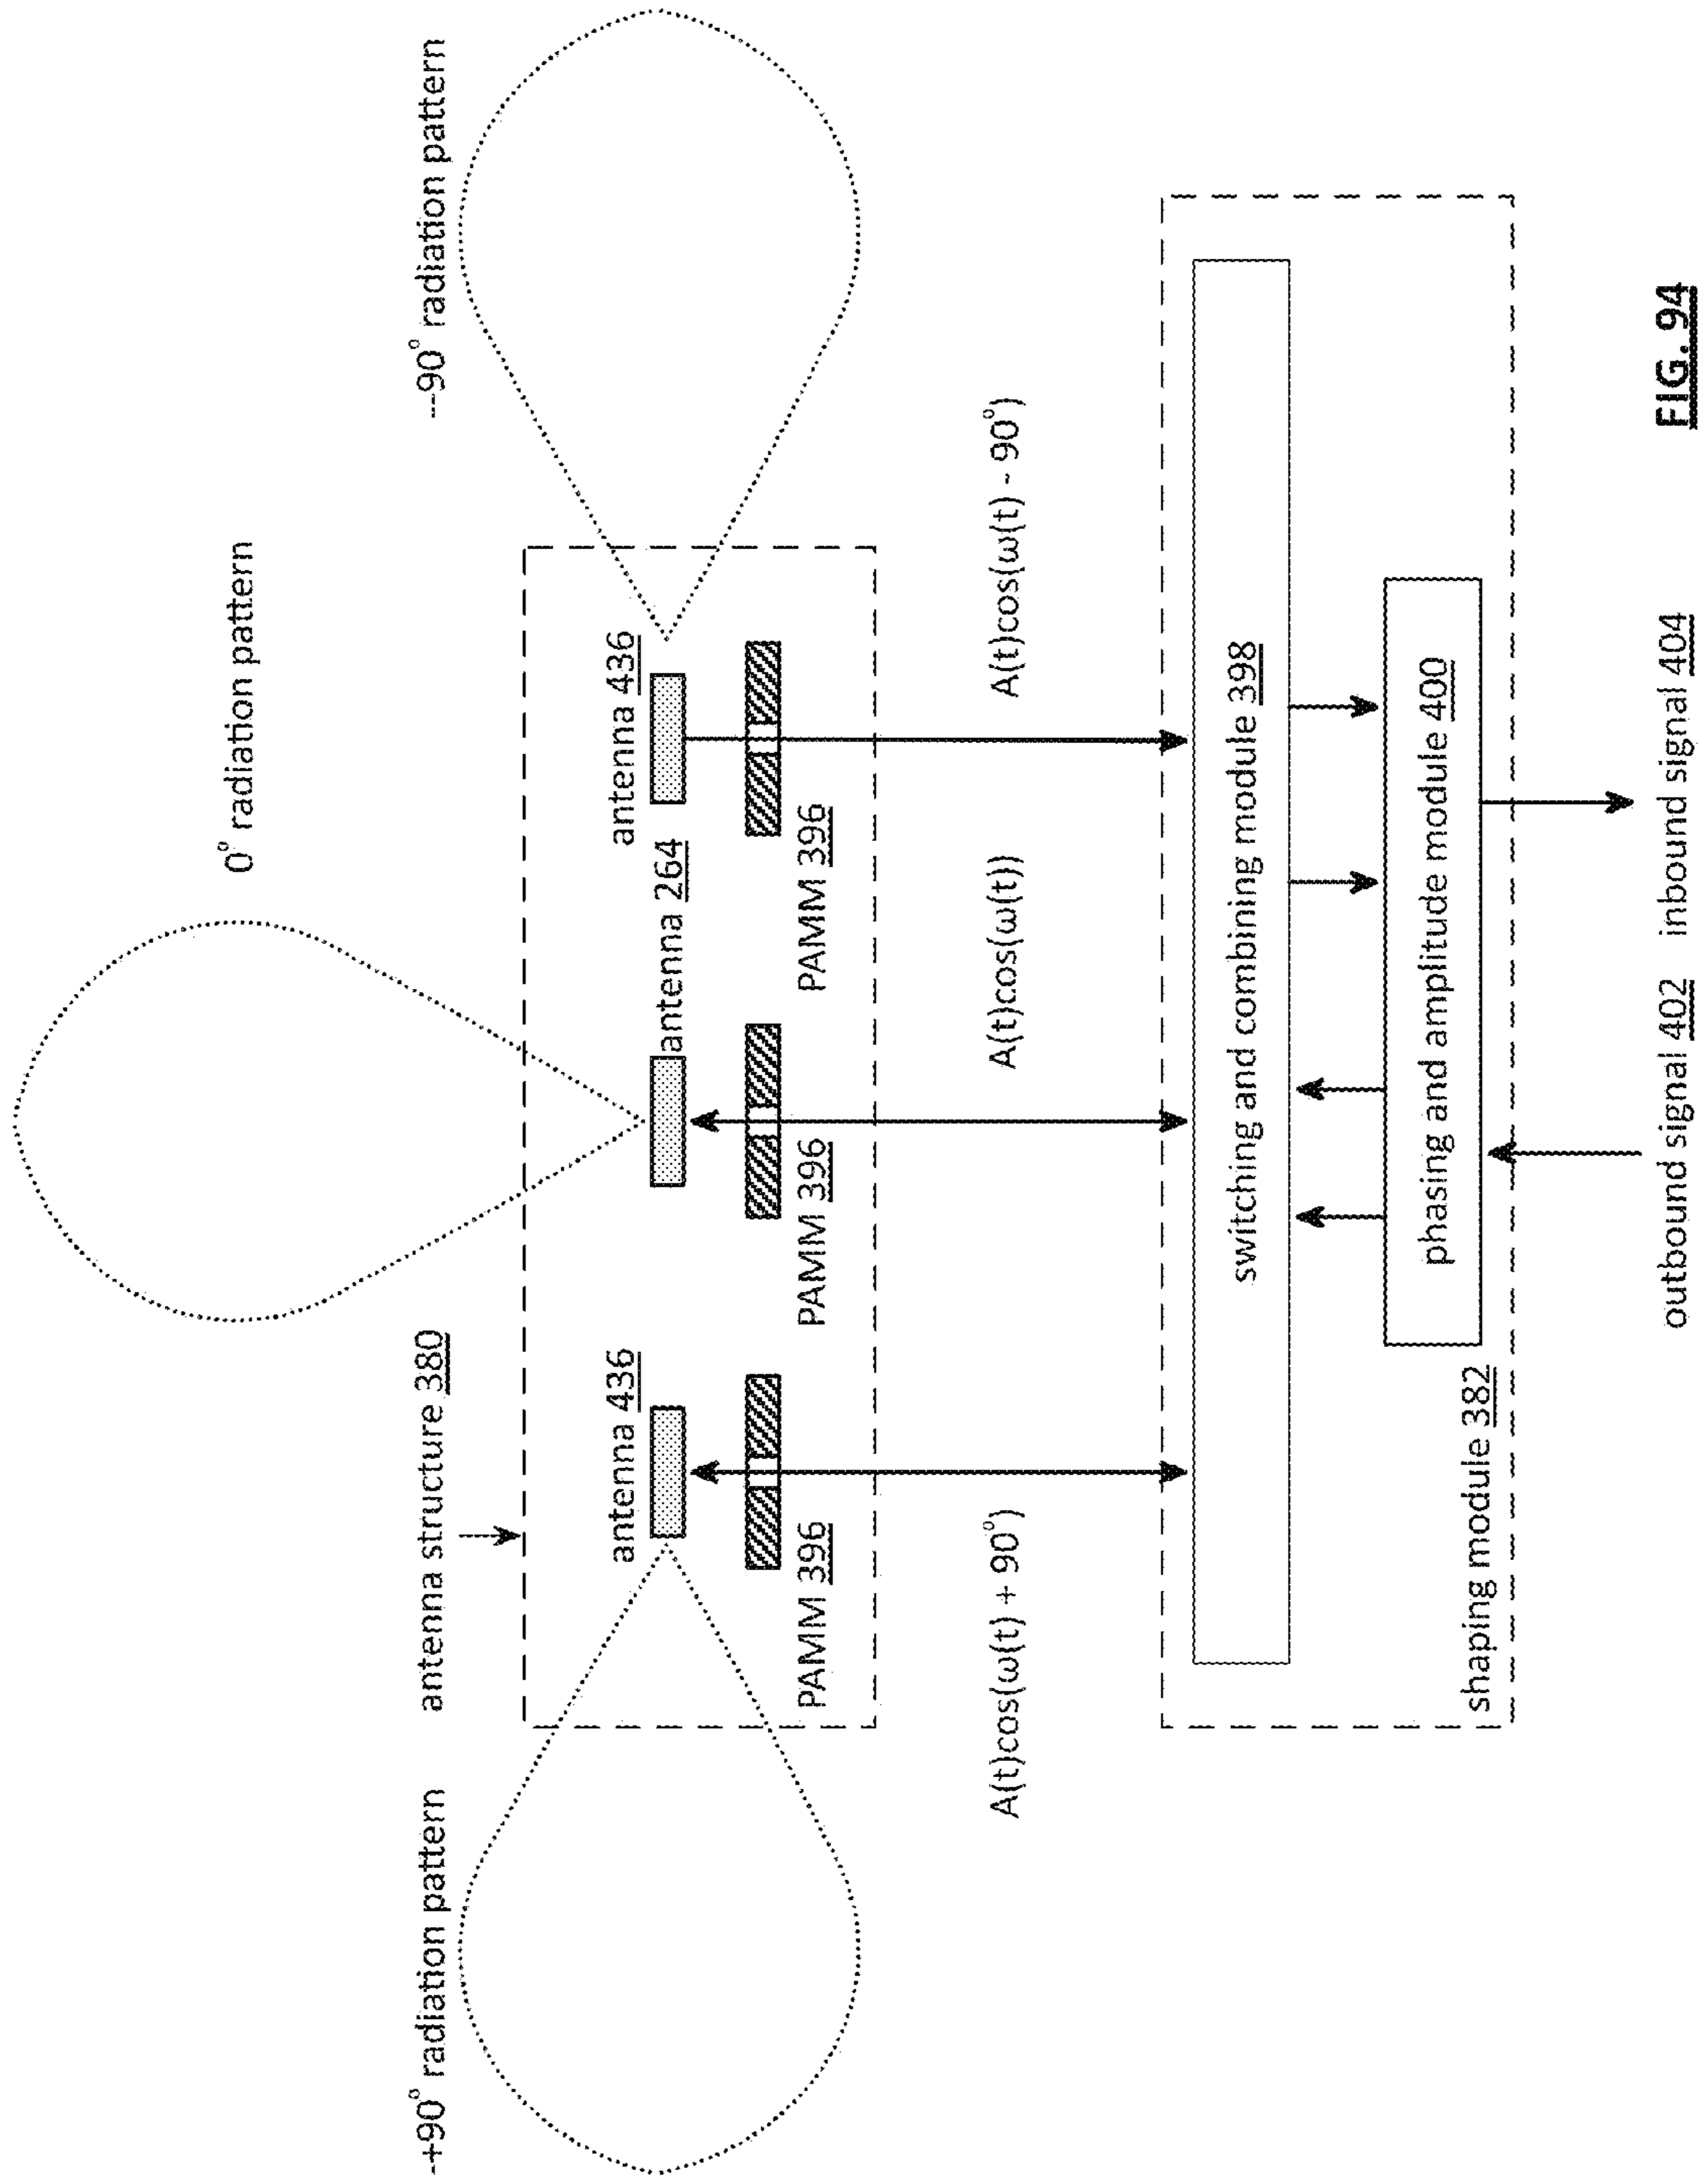 0° radiation pattern
-+90° radiation pattern
antenna structure 380
--90° radiation pattern
antenna 436
antenna 264
antenna 436
PAMM 396
PAMM 396
PAMM 396
A(t)cos(ω(t) + 90°)
A(t)cos(ω(t))
A(t)cos(ω(t) - 90°)
switching and combining module 398
phasing and amplitude module 400
shaping module 382
outbound signal 402
inbound signal 404
FIG. 94